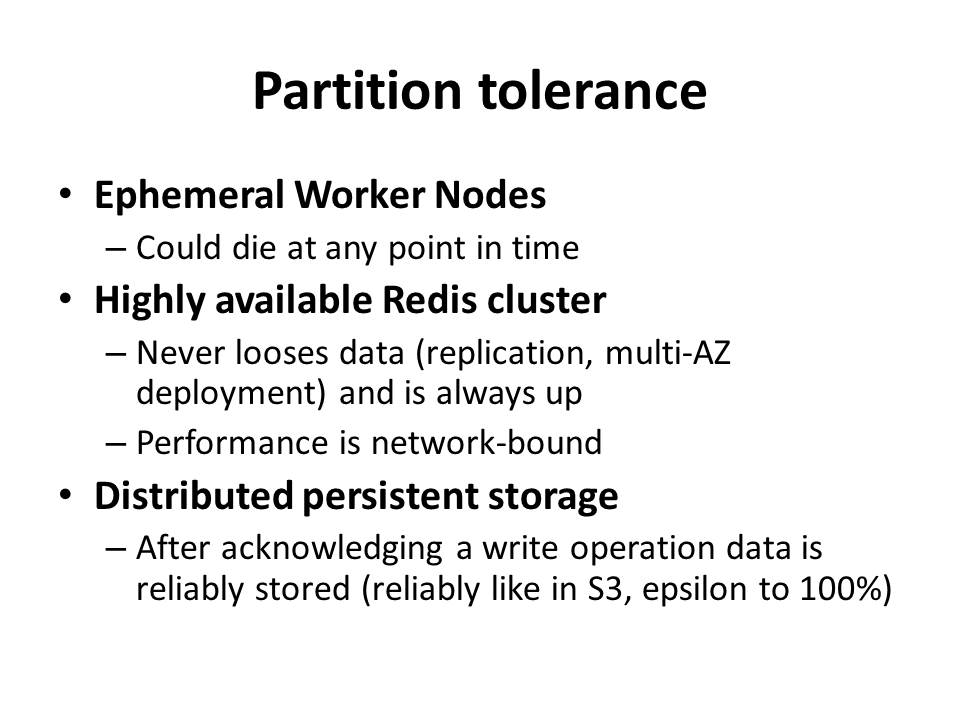 Partition tolerance
• Ephemeral Worker Nodes
– Could die at any point in time
• Highly available Redis cluster
– Never looses data (replication, multi-AZ
deployment) and is always up
– Performance is network-bound
• Distributed persistent storage
– After acknowledging a write operation data is
reliably stored (reliably like in S3, epsilon to 100%)